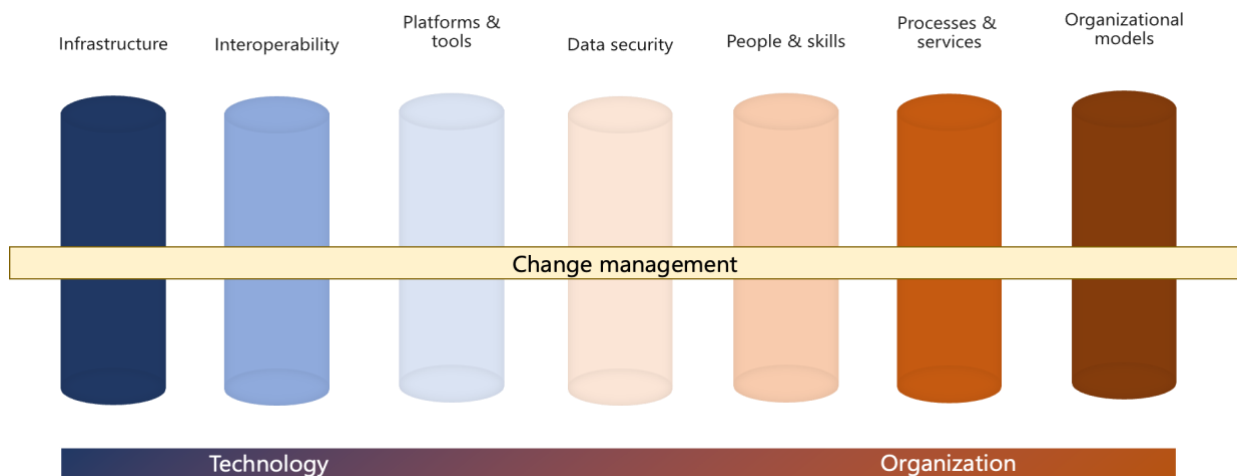 Infrastructure
Interoperability
Platforms &
tools
Data security
People & skills
Processes &
services
Organizational
models
Change management
Technology
Organization